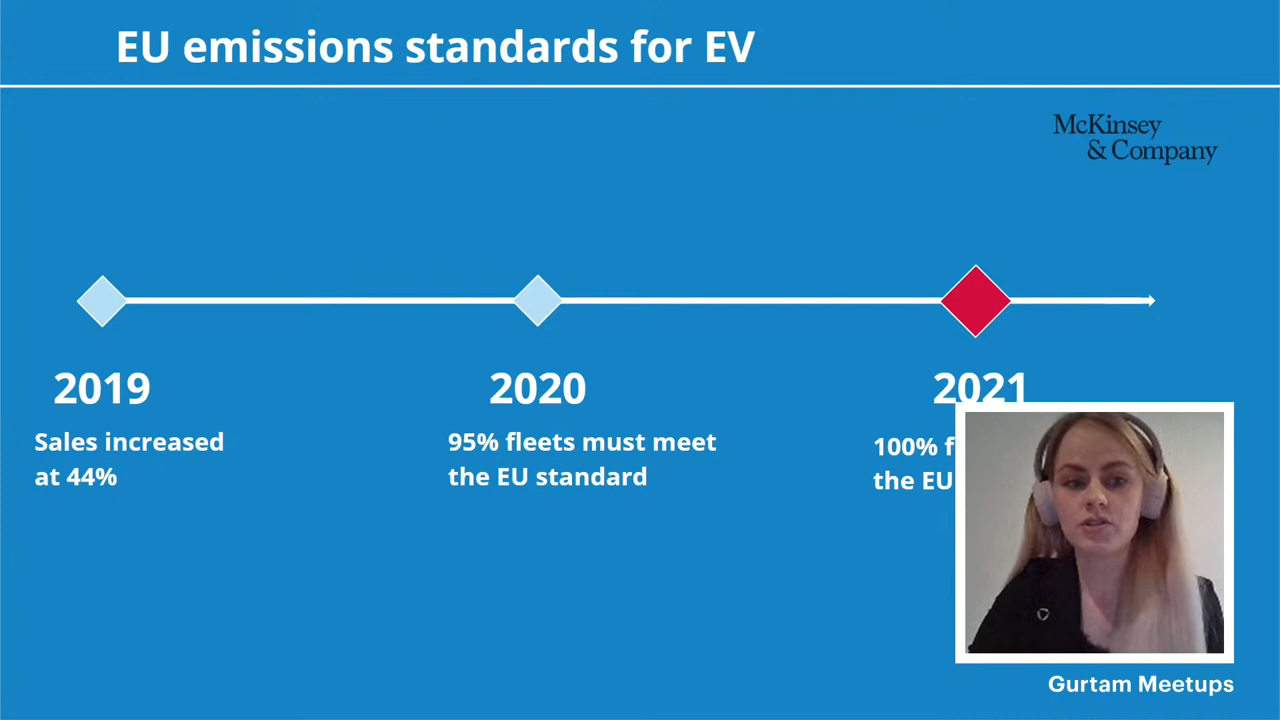 EU emissions standards for EV
McKinsey
& Company
2019
2020
2021
Sales increased
at 44%
95% fleets must meet
the EU standard
100%
the EU
Gurtam Meetups